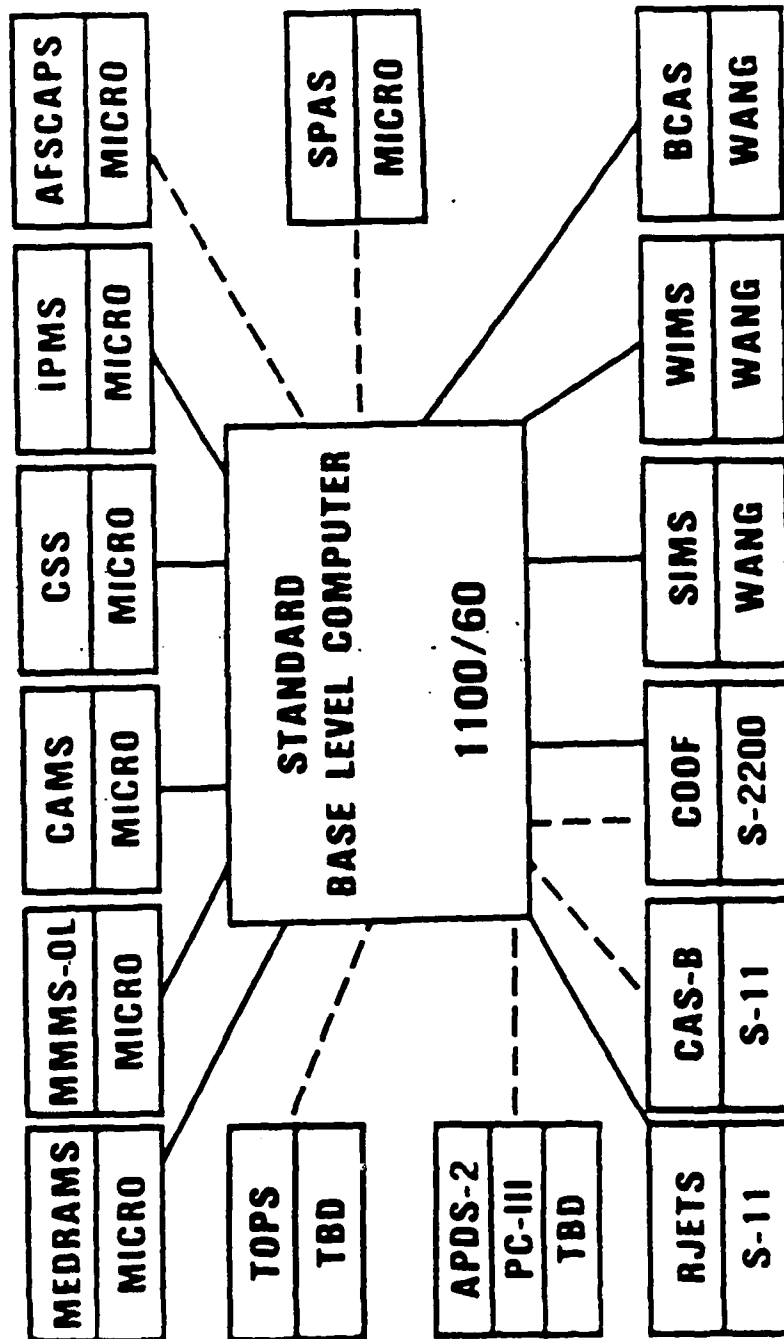 MEDRAMS
MICRO
MMMS-OL
MICRO
CAMS
MICRO
CSS
MICRO
IPMS
MICRO
AFSCAPS
MICRO
TOPS
TBD
STANDARD
BASE LEVEL COMPUTER
1100/60
SPAS
MICRO
APDS-2
PC-III
TBD
RJETS
S-11
CAS-B
S-11
COOF
S-2200
SIMS
WANG
WIMS
WANG
BCAS
WANG